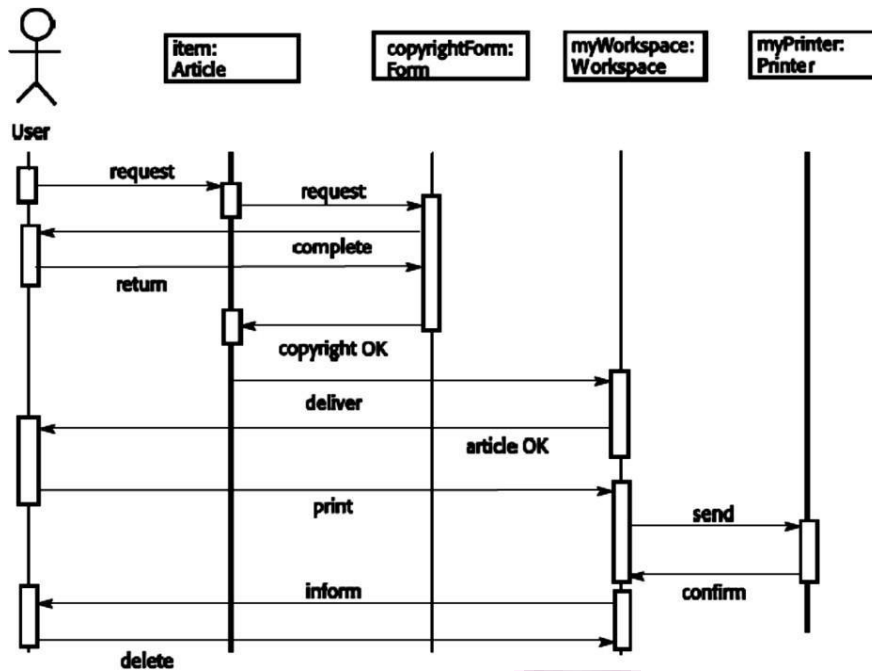 item:
Article
copyrightForm:
Form
myWorkspace:
Workspace
myPrinter:
Printer
User
request
request
complete
return
copyright OK
deliver
article OK
print
send
confirm
inform
delete